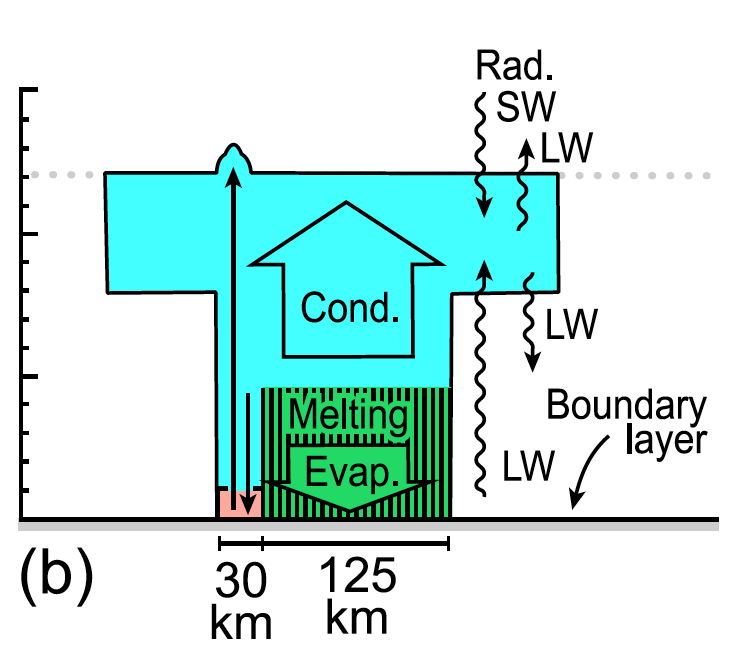 Rad.
SW
LW
Cond.
LW
Melting
Evap.
Boundary
layer
LW
(b)
30
km
125
km